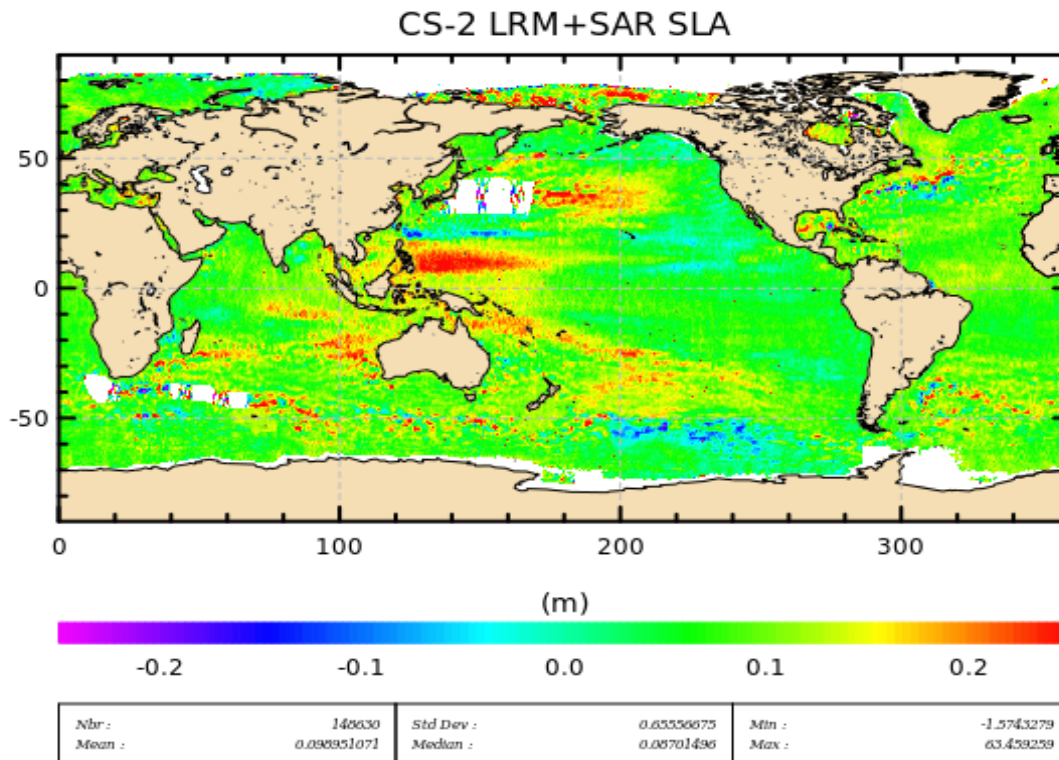 CS-2 LRM+SAR SLA
50
0
-50
0 100 200 300
(m)
-0.2 -0.1 0.0 0.1 0.2
Nbr : 148630 Std Dev : 0.65556675 Min : -1.5743279
Mean : 0.098951071 Median : 0.08701496 Max : 63.459259